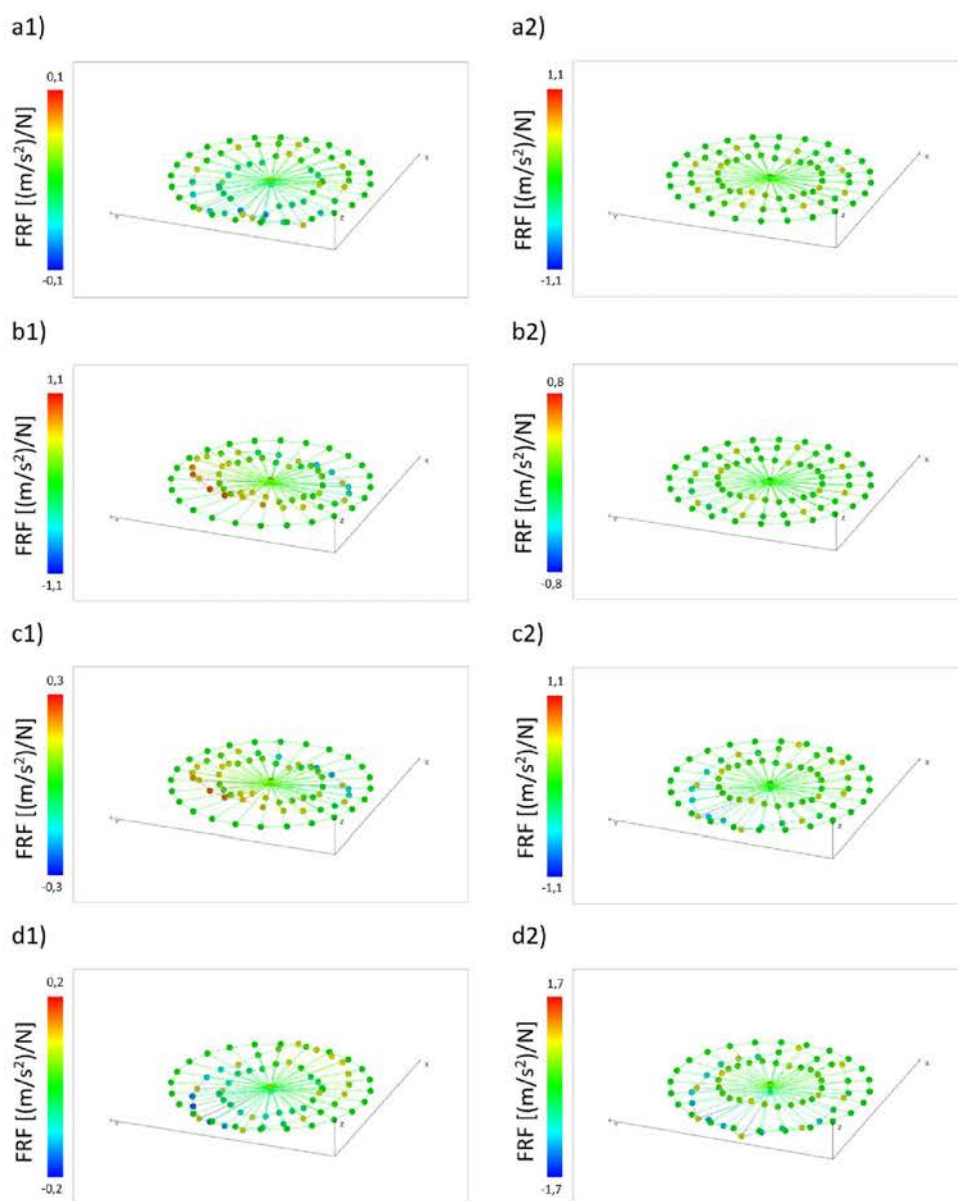 a1)
a2)
FRF [(m/s²)/N]
0,1
-0,1
x
Y
Z
FRF [(m/s²)/N]
1,1
-1,1
x
Y
Z
b1)
b2)
FRF [(m/s²)/N]
1,1
-1,1
x
Y
Z
FRF [(m/s²)/N]
0,8
-0,8
x
Y
Z
c1)
c2)
FRF [(m/s²)/N]
0,3
-0,3
x
Y
Z
FRF [(m/s²)/N]
1,1
-1,1
x
Y
Z
d1)
d2)
FRF [(m/s²)/N]
0,2
-0,2
x
Y
Z
FRF [(m/s²)/N]
1,7
-1,7
x
Y
Z